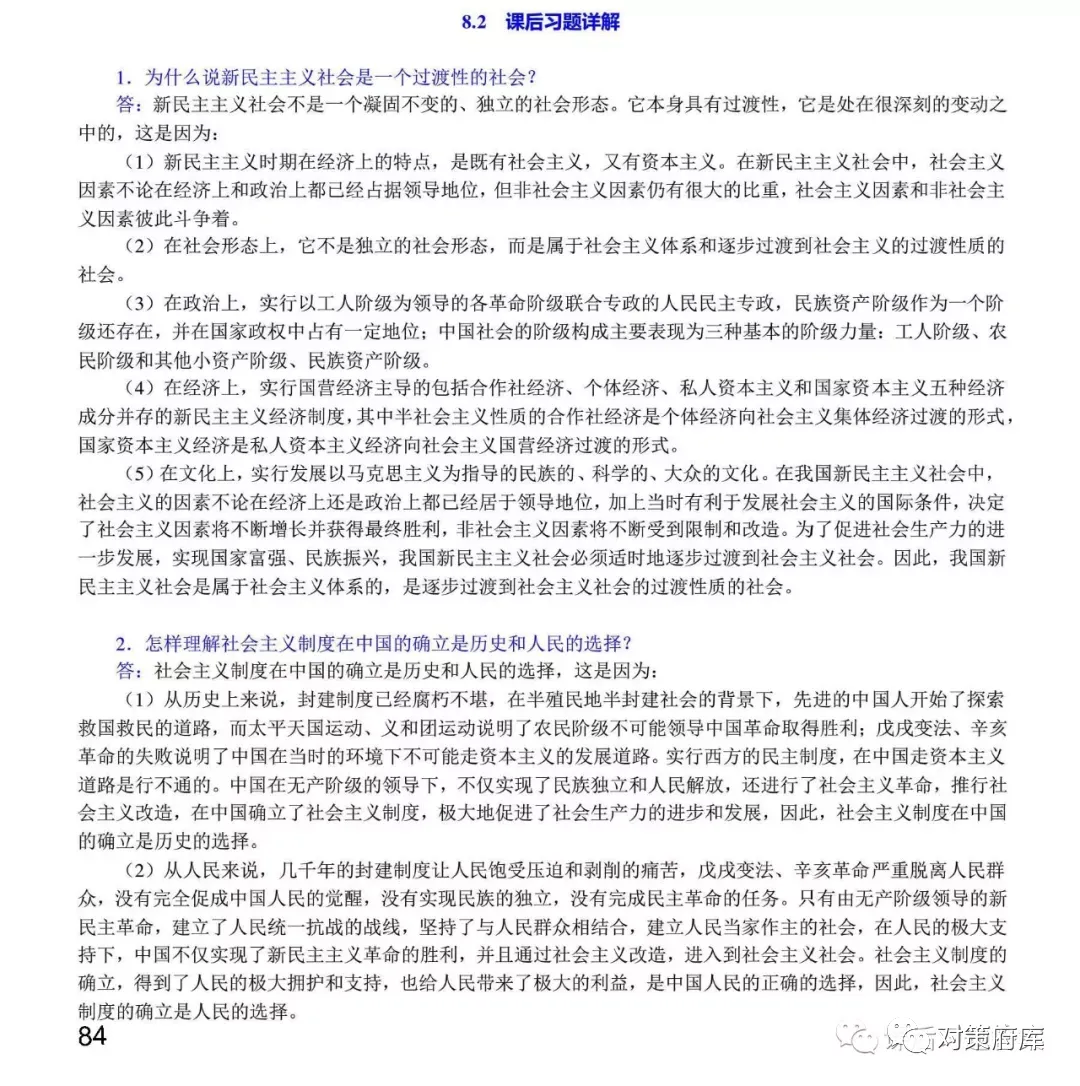 8.2 课后习题详解
1．为什么说新民主主义社会是一个过渡性的社会？
答：新民主主义社会不是一个凝固不变的、独立的社会形态。它本身具有过渡性，它是处在很深刻的变动之
中的，这是因为：
（1）新民主主义时期在经济上的特点，是既有社会主义，又有资本主义。在新民主主义社会中，社会主义
因素不论在经济上和政治上都已经占据领导地位，但非社会主义因素仍有很大的比重，社会主义因素和非社会主
义因素彼此斗争着。
（2）在社会形态上，它不是独立的社会形态，而是属于社会主义体系和逐步过渡到社会主义的过渡性质的
社会。
（3）在政治上，实行以工人阶级为领导的各革命阶级联合专政的人民民主专政，民族资产阶级作为一个阶
级还存在，并在国家政权中占有一定地位；中国社会的阶级构成主要表现为三种基本的阶级力量：工人阶级、农
民阶级和其他小资产阶级、民族资产阶级。
（4）在经济上，实行国营经济主导的包括合作社经济、个体经济、私人资本主义和国家资本主义五种经济
成分并存的新民主主义经济制度，其中半社会主义性质的合作社经济是个体经济向社会主义集体经济过渡的形式，
国家资本主义经济是私人资本主义经济向社会主义国营经济过渡的形式。
（5）在文化上，实行发展以马克思主义为指导的民族的、科学的、大众的文化。在我国新民主主义社会中，
社会主义的因素不论在经济上还是政治上都已经居于领导地位，加上当时有利于发展社会主义的国际条件，决定
了社会主义因素将不断增长并获得最终胜利，非社会主义因素将不断受到限制和改造。为了促进社会生产力的进
一步发展，实现国家富强、民族振兴，我国新民主主义社会必须适时地逐步过渡到社会主义社会。因此，我国新
民主主义社会是属于社会主义体系的，是逐步过渡到社会主义社会的过渡性质的社会。
2．怎样理解社会主义制度在中国的确立是历史和人民的选择？
答：社会主义制度在中国的确立是历史和人民的选择，这是因为：
（1）从历史上来说，封建制度已经腐朽不堪，在半殖民地半封建社会的背景下，先进的中国人开始了探索
救国救民的道路，而太平天国运动、义和团运动说明了农民阶级不可能领导中国革命取得胜利；戊戌变法、辛亥
革命的失败说明了中国在当时的环境下不可能走资本主义的发展道路。实行西方的民主制度，在中国走资本主义
道路是行不通的。中国在无产阶级的领导下，不仅实现了民族独立和人民解放，还进行了社会主义革命，推行社
会主义改造，在中国确立了社会主义制度，极大地促进了社会生产力的进步和发展，因此，社会主义制度在中国
的确立是历史的选择。
（2）从人民来说，几千年的封建制度让人民饱受压迫和剥削的痛苦，戊戌变法、辛亥革命严重脱离人民群
众，没有完全促成中国人民的觉醒，没有实现民族的独立，没有完成民主革命的任务。只有由无产阶级领导的新
民主革命，建立了人民统一抗战的战线，坚持了与人民群众相结合，建立人民当家作主的社会，在人民的极大支
持下，中国不仅实现了新民主主义革命的胜利，并且通过社会主义改造，进入到社会主义社会。社会主义制度的
确立，得到了人民的极大拥护和支持，也给人民带来了极大的利益，是中国人民的正确的选择，因此，社会主义
制度的确立是人民的选择。
84
对策府库